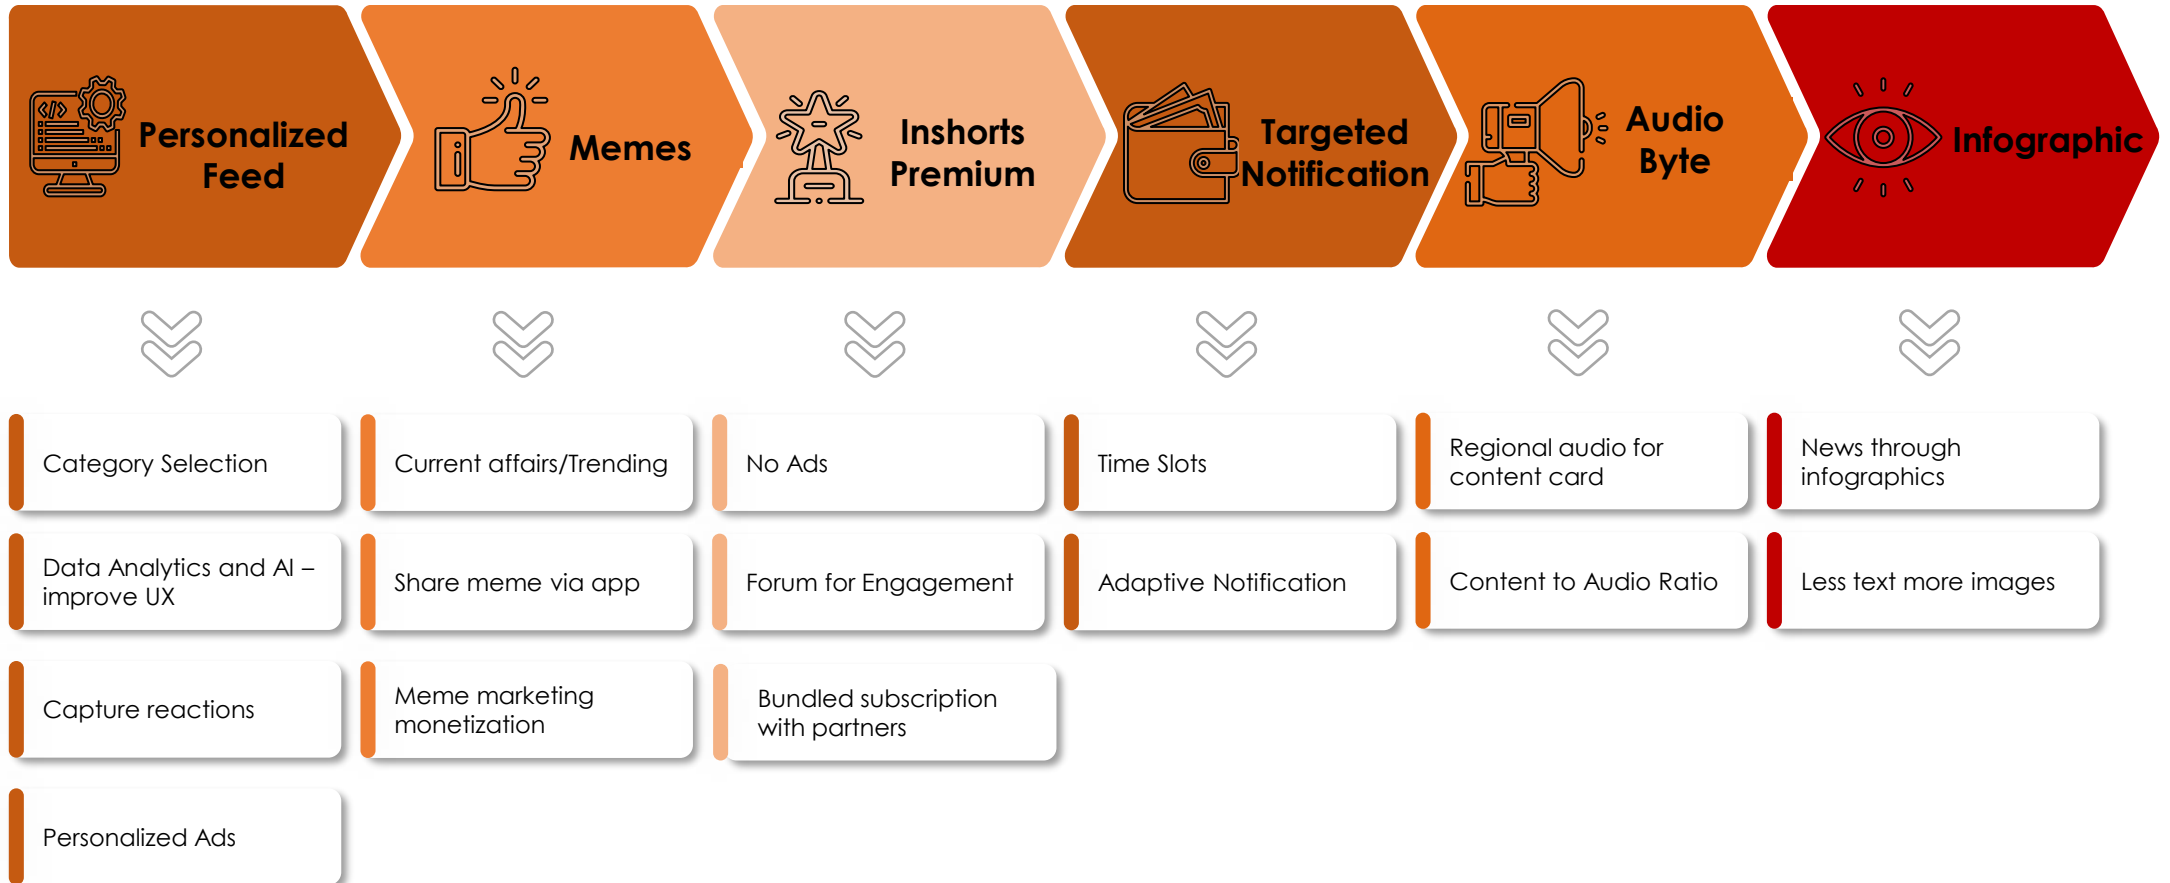 Personalized
Feed
Memes
Inshorts
Premium
Targeted
Notification
Audio
Byte
Infographic
Category Selection
Current affairs/Trending
No Ads
Time Slots
Regional audio for
content card
News through
infographics
Data Analytics and AI –
improve UX
Share meme via app
Forum for Engagement
Adaptive Notification
Content to Audio Ratio
Less text more images
Capture reactions
Meme marketing
monetization
Bundled subscription
with partners
Personalized Ads